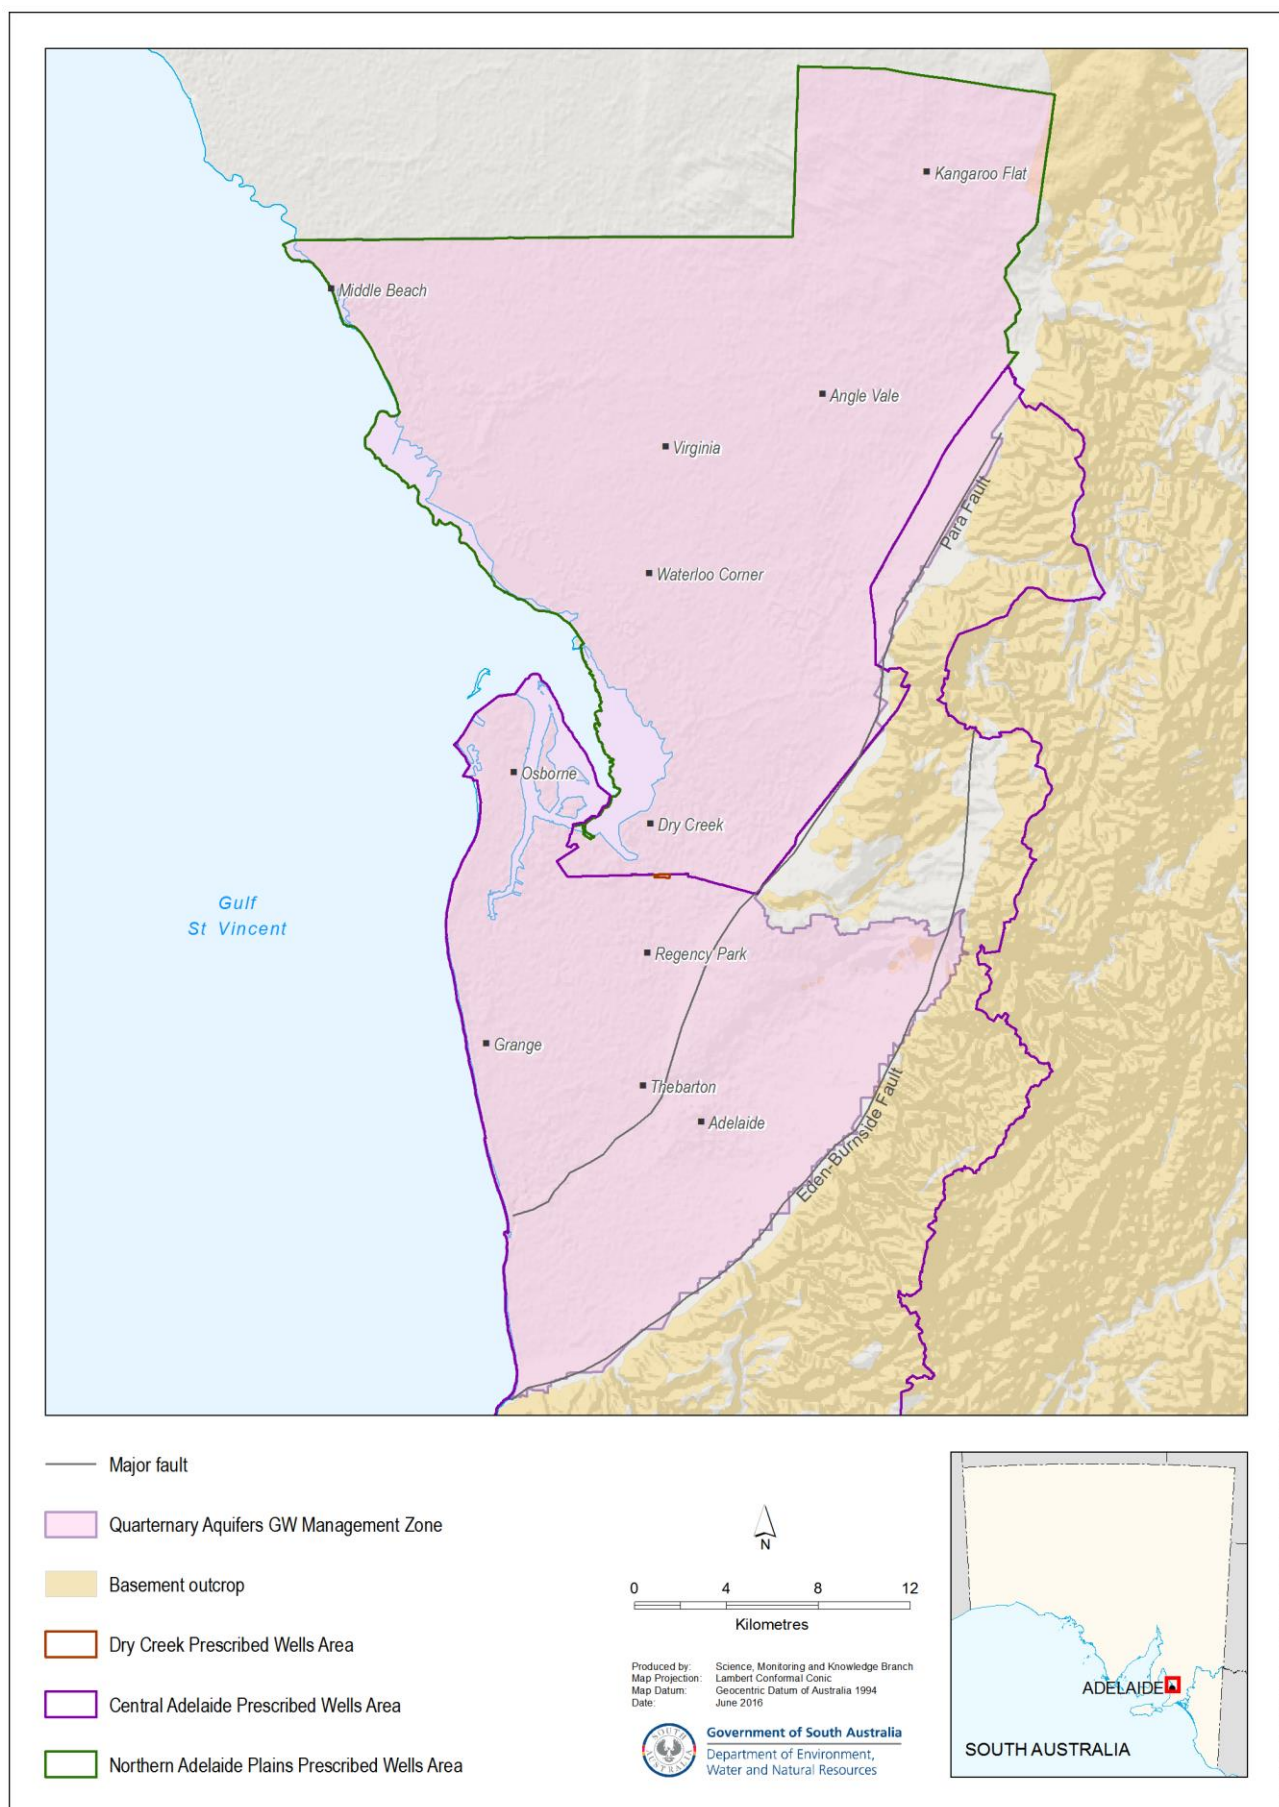 Kangaroo Flat
Middle Beach
Angle Vale
Virginia
Para Fault
Waterloo Corner
Osborne
Dry Creek
Gulf
St Vincent
Regency Park
Grange
Thebarton
Adelaide
Eden-Burnside Fault
Major fault
Quarternary Aquifers GW Management Zone
Basement outcrop
Dry Creek Prescribed Wells Area
Central Adelaide Prescribed Wells Area
Northern Adelaide Plains Prescribed Wells Area
N
0 4 8 12
Kilometres
Produced by: Science, Monitoring and Knowledge Branch
Map Projection: Lambert Conformal Conic
Map Datum: Geocentric Datum of Australia 1994
Date: June 2016
SOUTH
AUSTRALIA
Government of South Australia
Department of Environment,
Water and Natural Resources
ADELAIDE
SOUTH AUSTRALIA